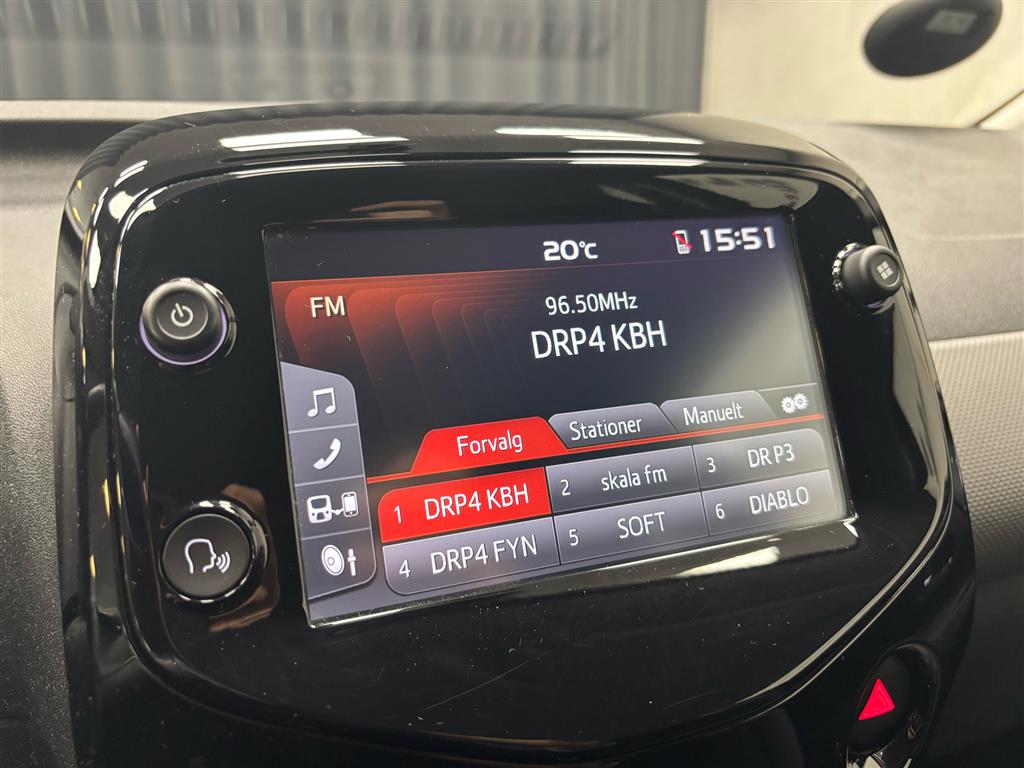 20°C 15:51
FM
96.50MHz
DRP4 KBH
Forvalg Stationer Manuelt
1 DRP4 KBH 2 skala fm 3 DR P3
4 DRP4 FYN 5 SOFT 6 DIABLO